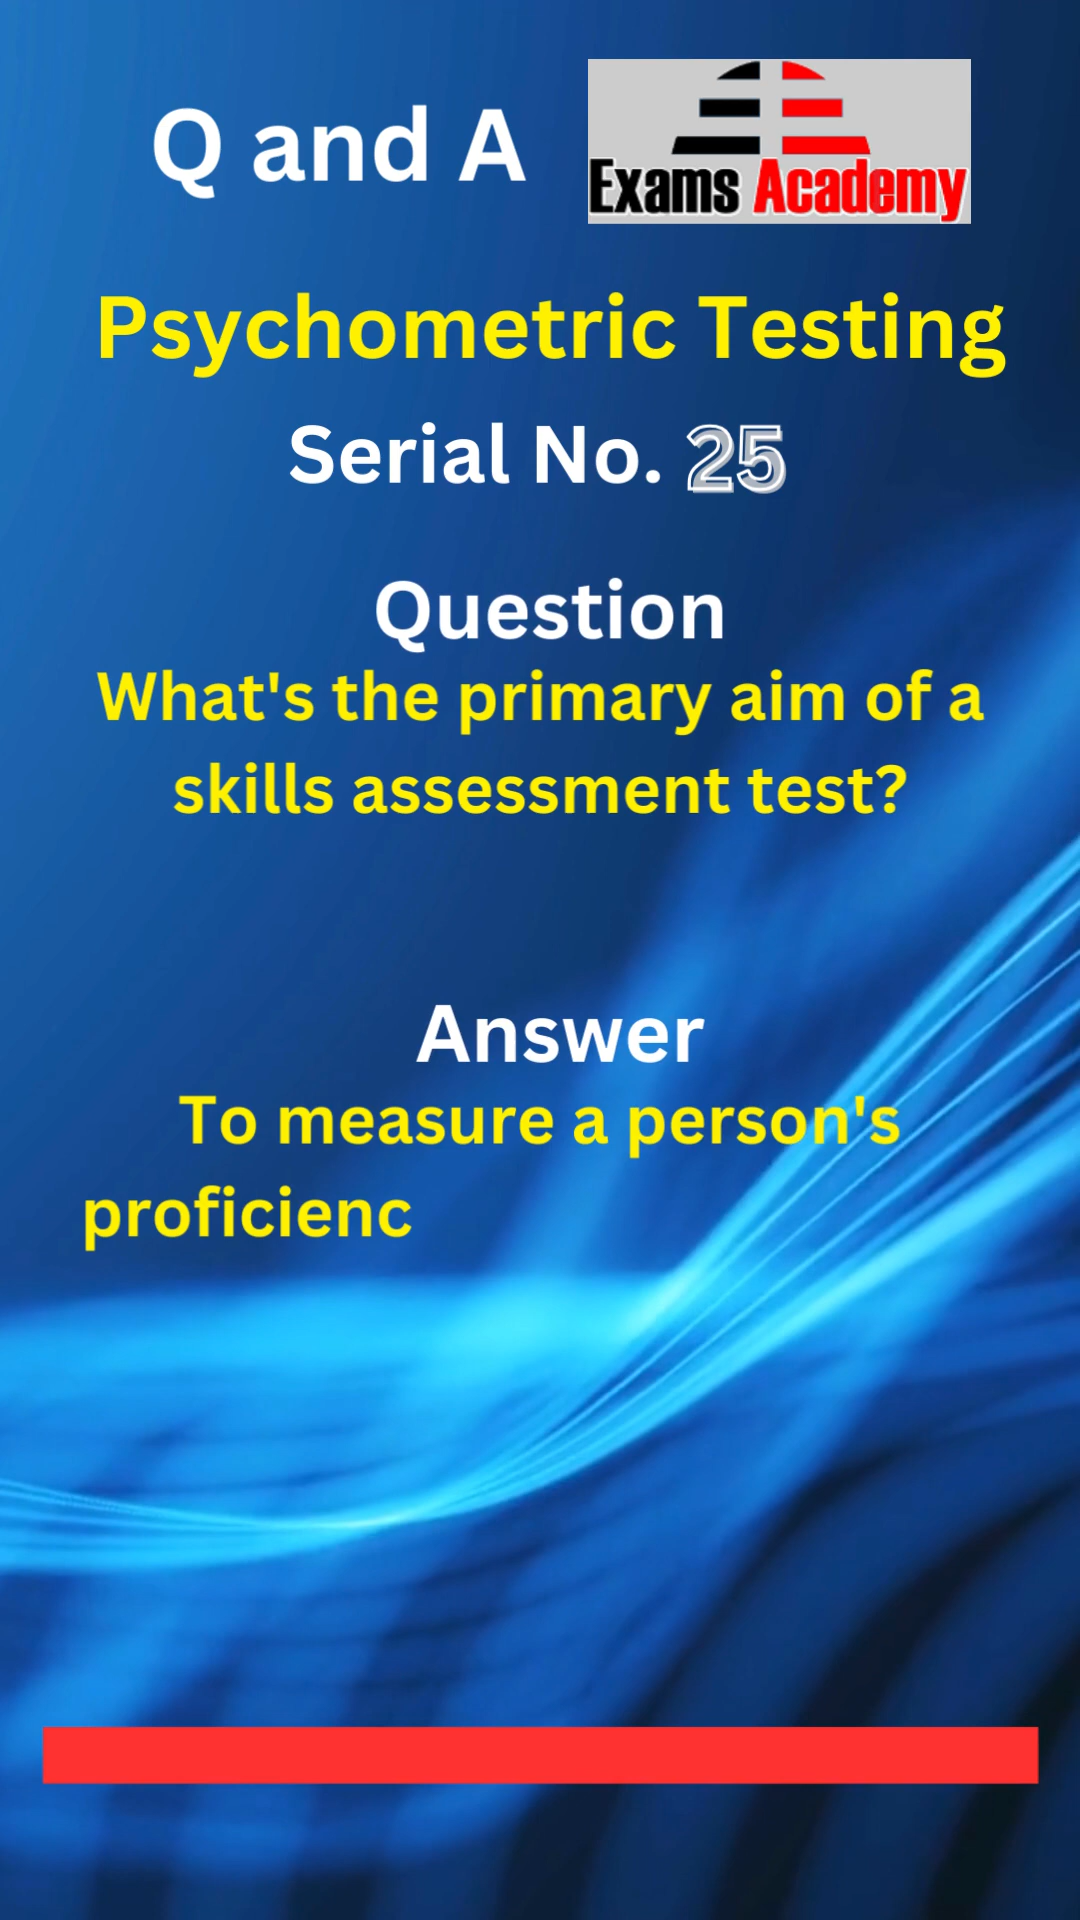 Q and A
Exams Academy
Psychometric Testing
Serial No. 25
Question
What's the primary aim of a
skills assessment test?
Answer
To measure a person's
proficienc